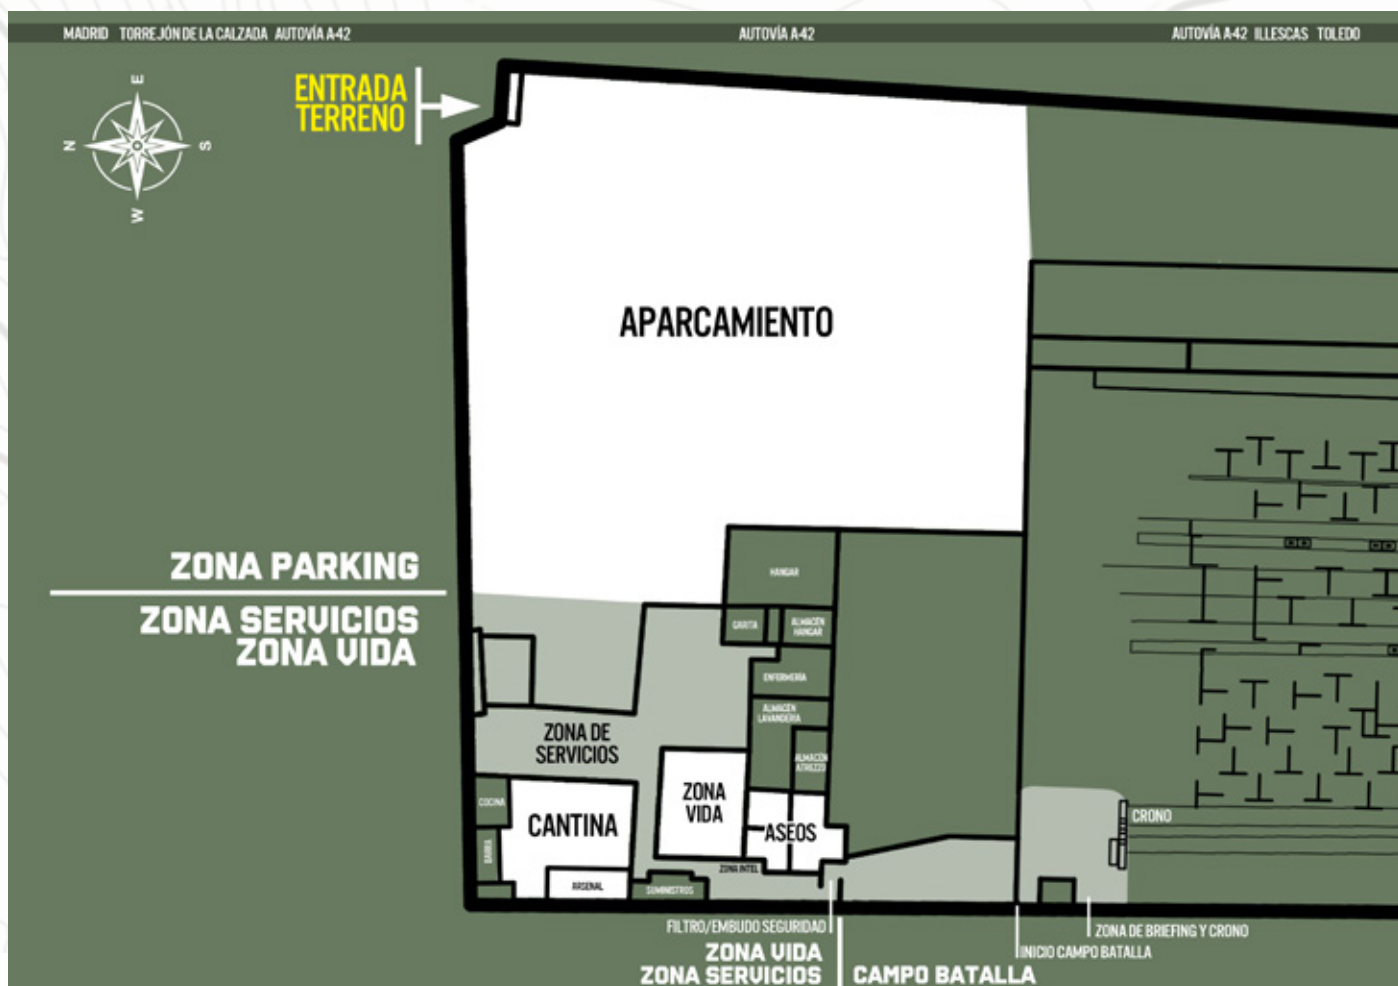 MADRID TORREJÓN DE LA CALZADA AUTOVÍA A-42
AUTOVÍA A-42
AUTOVÍA A-42 ILLESCAS TOLEDO
E
N
S
W
ENTRADA
TERRENO
APARCAMIENTO
ZONA PARKING
ZONA SERVICIOS
ZONA VIDA
HANGAR
GARITA
ALMACÉN
HANGAR
ENFERMERÍA
ALMACÉN
LAVANDERÍA
ALMACÉN
ATREZZO
ZONA DE
SERVICIOS
ZONA
VIDA
ASEOS
COCINA
CANTINA
BARRA
ARSENAL
SUMINISTROS
ZONA INTEL
CRONO
FILTRO/EMBUDO SEGURIDAD
ZONA DE BRIEFING Y CRONO
INICIO CAMPO BATALLA
ZONA VIDA
ZONA SERVICIOS
CAMPO BATALLA